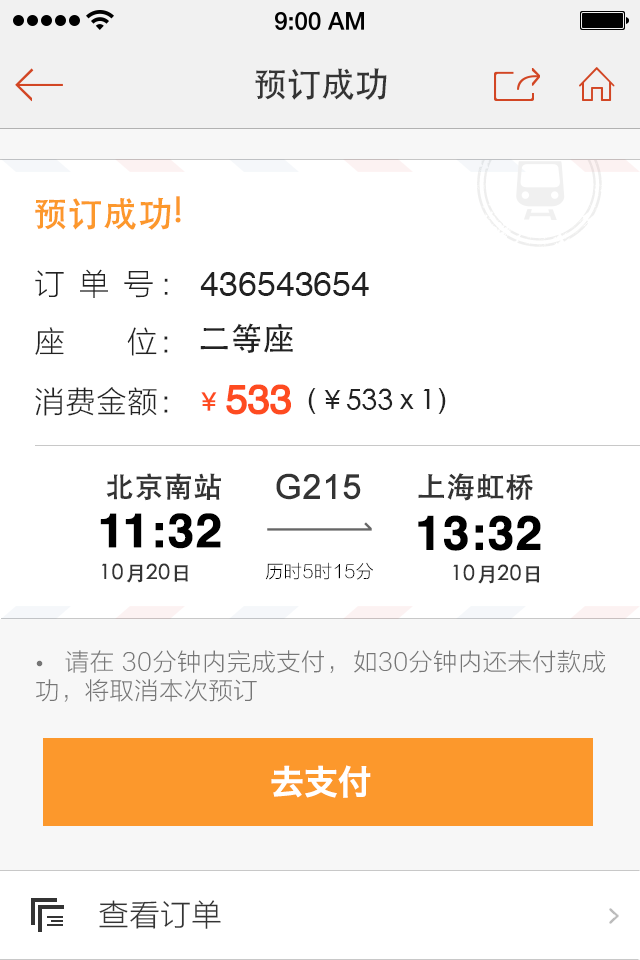 9:00 AM
预订成功
预订成功!
订单号: 436543654
座位: 二等座
消费金额: ¥ 533 (¥533 x 1)
北京南站 G215 上海虹桥
11:32 13:32
10月20日 历时5时15分 10月20日
• 请在 30分钟内完成支付，如30分钟内还未付款成
功，将取消本次预订
去支付
查看订单